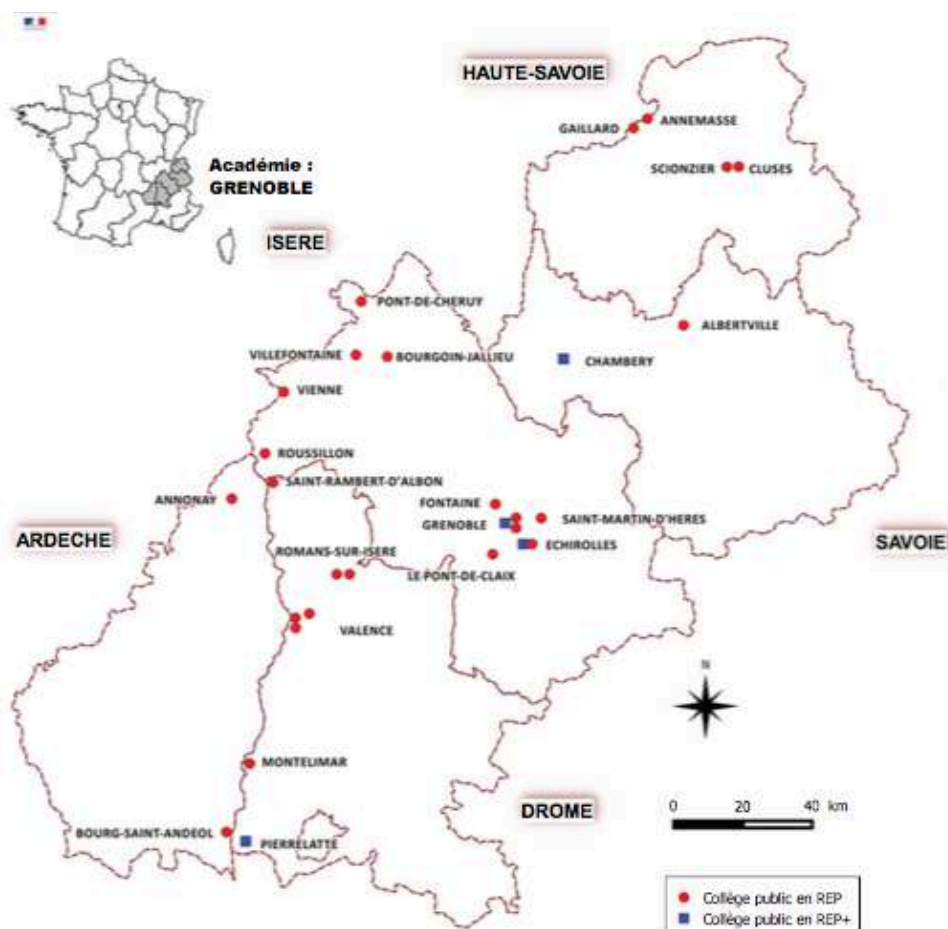 HAUTE-SAVOIE
ANNEMASSE
GAILLARD
SCIONZIER
CLUSES
Académie :
GRENOBLE
ISERE
PONT-DE-CHERUY
ALBERTVILLE
VILLEFONTAINE
BOURGOIN-JALLIEU
CHAMBERY
VIENNE
ROUSSILLON
SAINT-RAMBERT-D'ALBON
ANNONAY
FONTAINE
GRENOBLE
SAINT-MARTIN-D'HERES
ARDECHE
ECHIROLLES
SAVOIE
ROMANS-SUR-ISERE
LE PONT-DE-CLAIX
VALENCE
N
MONTELIMAR
DROME
0 20 40 km
BOURG-SAINT-ANDEOL
PIERRELATTE
Collège public en REP
Collège public en REP+